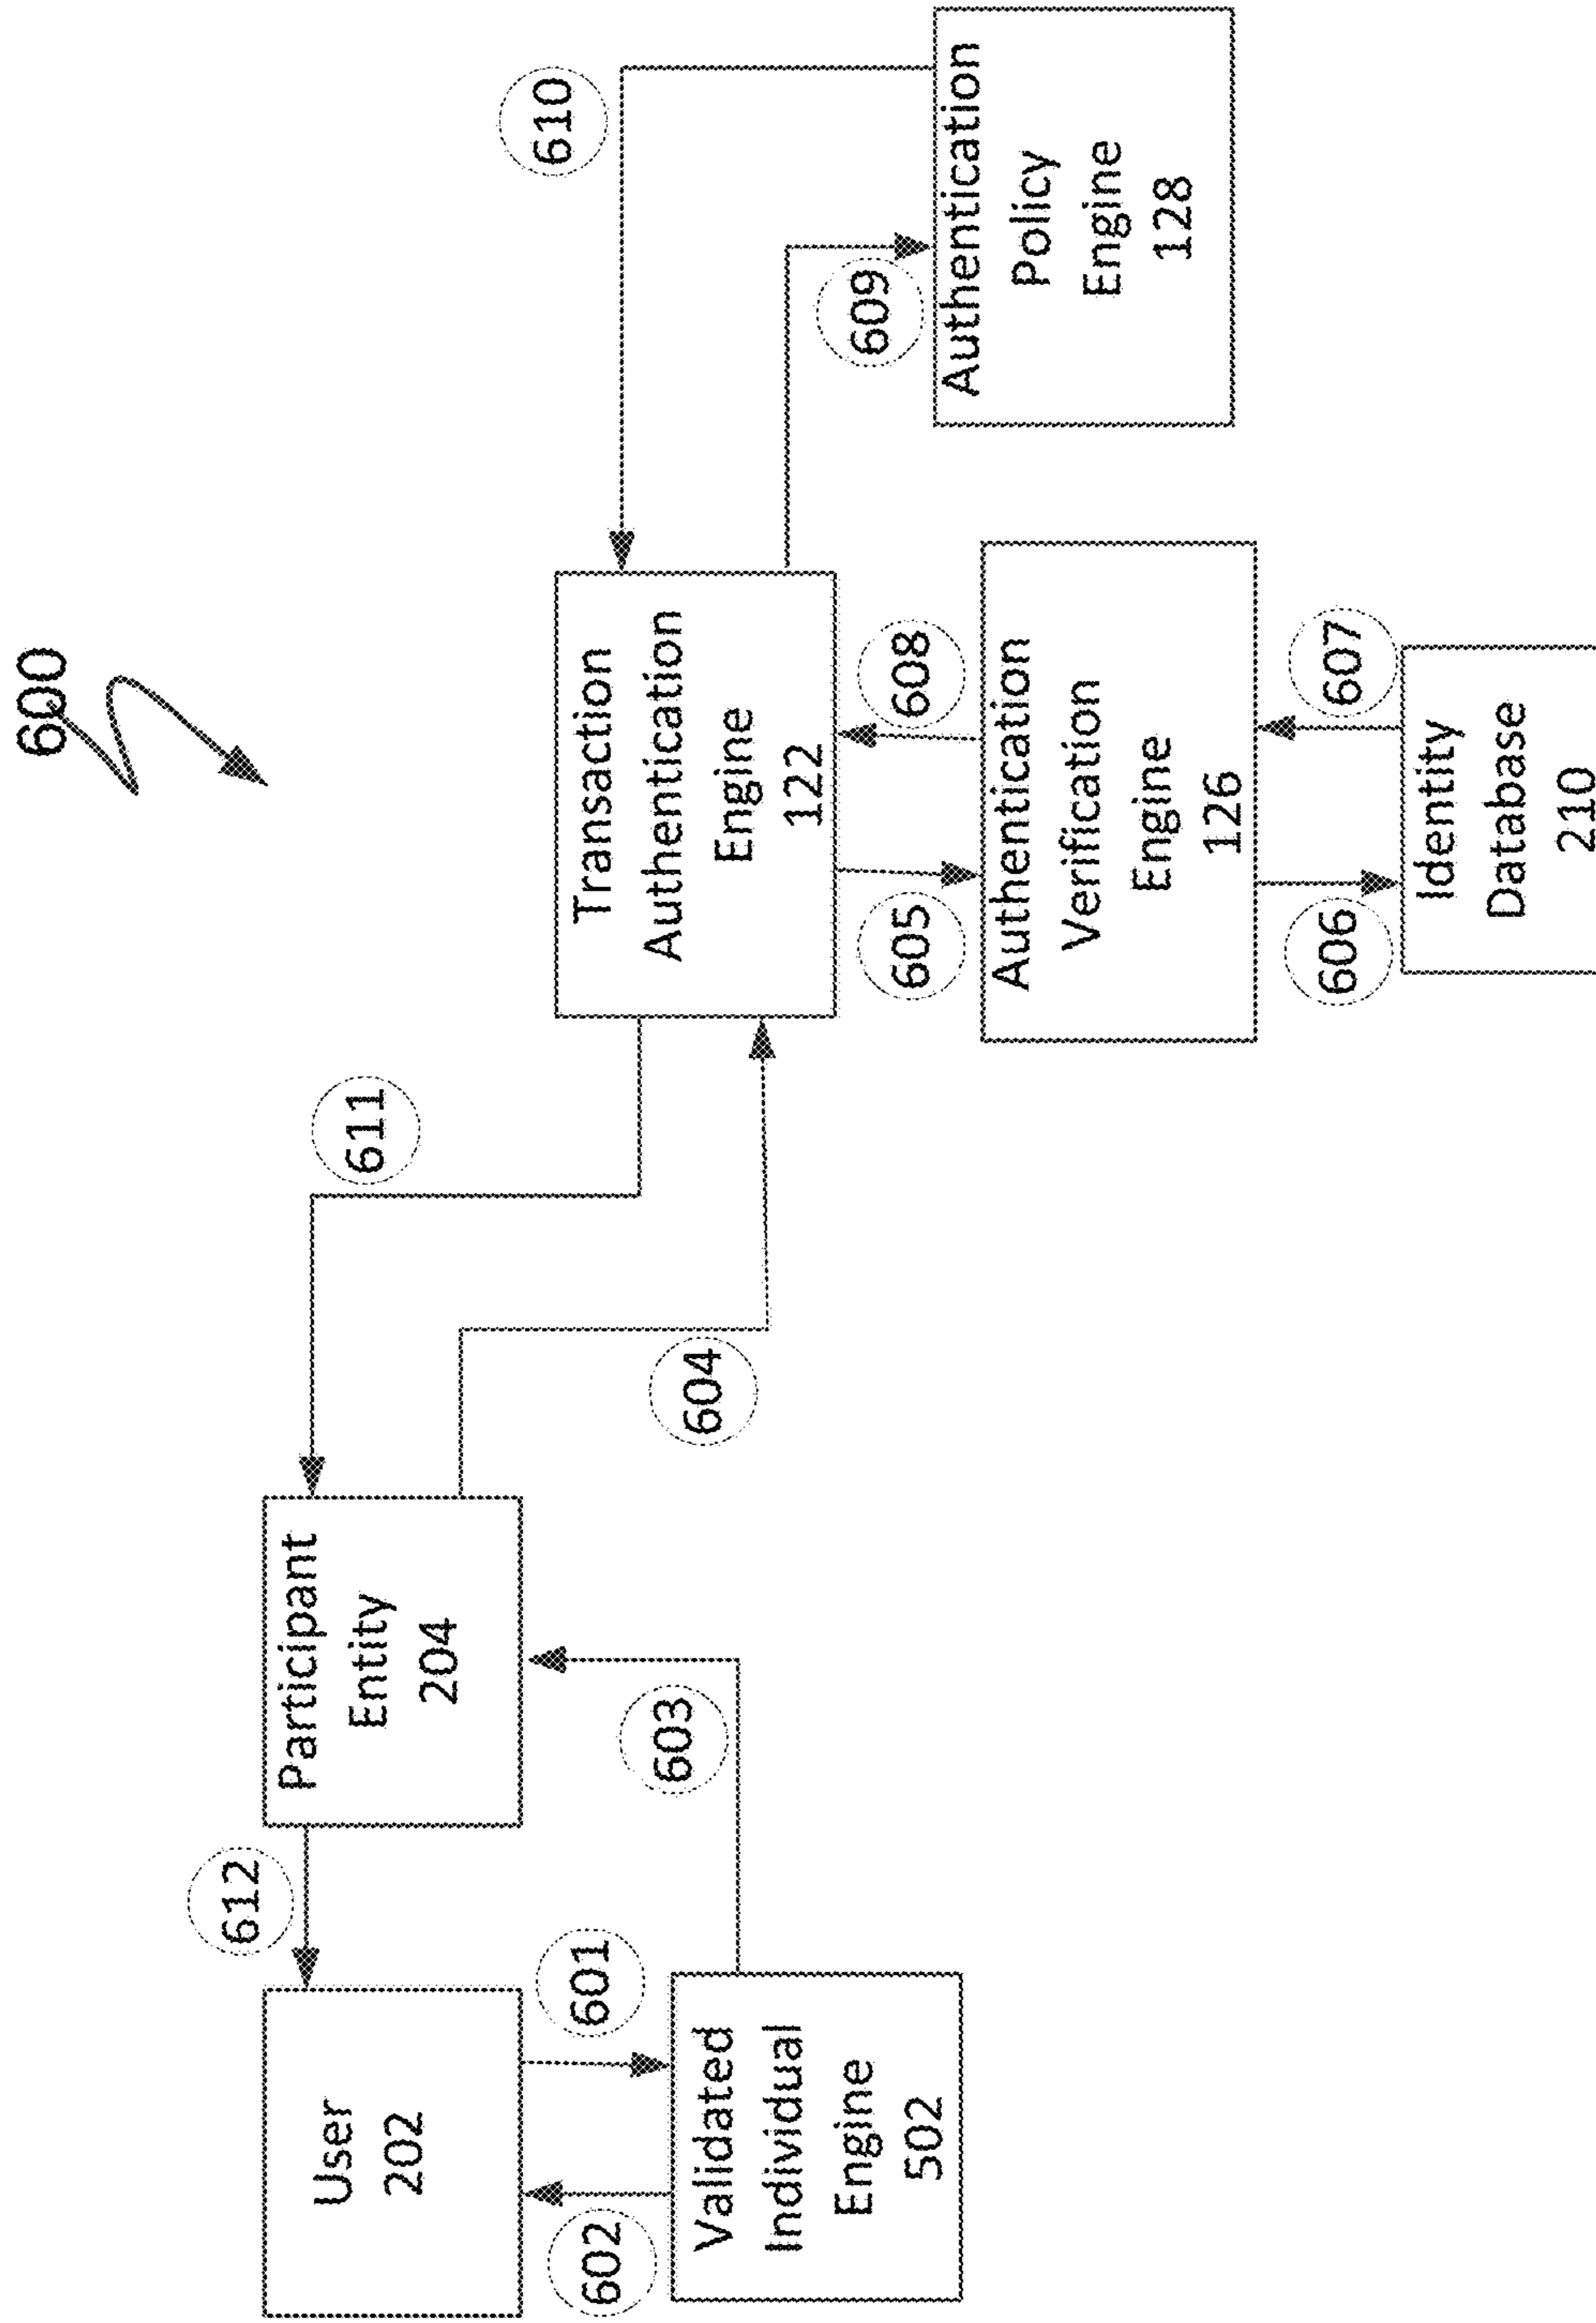 600
User
202
612
Participant
Entity
204
611
Transaction
Authentication
Engine
122
610
602
601
Validated
Individual
Engine
502
603
604
605
608
609
Authentication
Verification
Engine
126
Authentication
Policy
Engine
128
606
607
Identity
Database
210